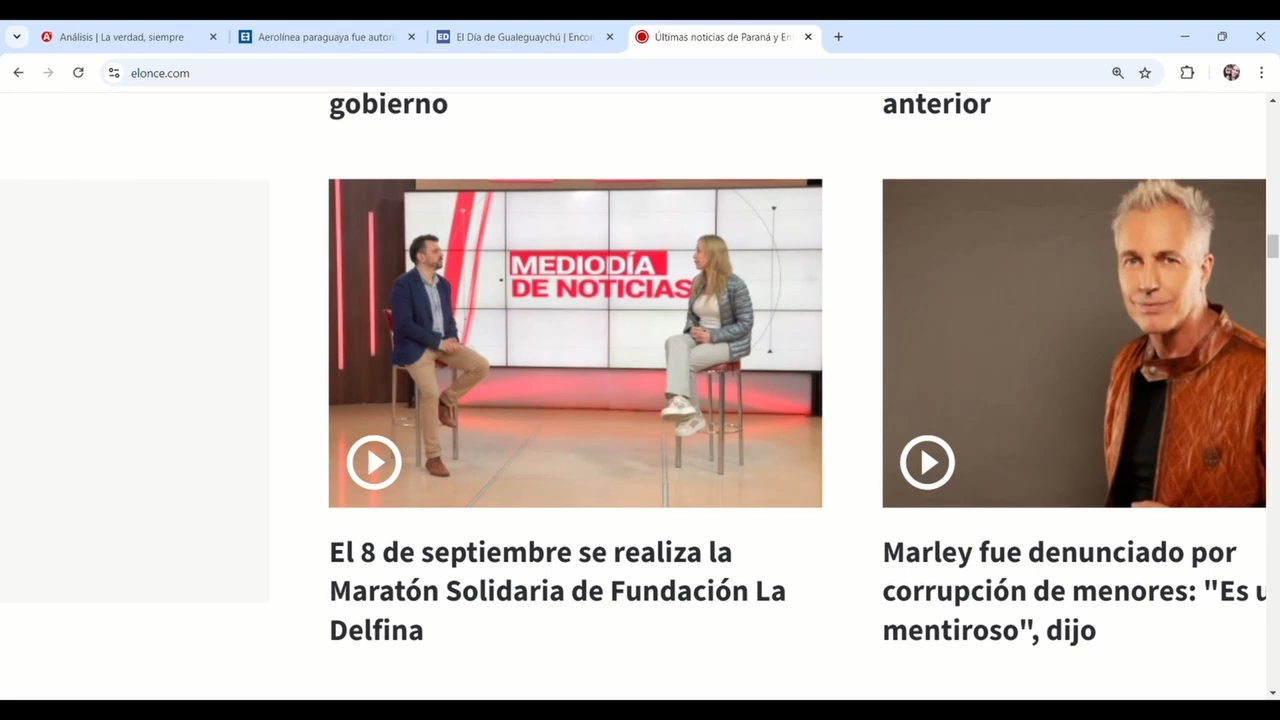 Análisis | La verdad, siempre
Aerolínea paraguaya fue autori
ED
El Día de Gualeguaychú | Encon
Últimas noticias de Paraná y En
elonce.com
gobierno
anterior
MEDIODÍA
DE NOTICIAS
El 8 de septiembre se realiza la
Maratón Solidaria de Fundación La
Delfina
Marley fue denunciado por
corrupción de menores: "Es u
mentiroso", dijo